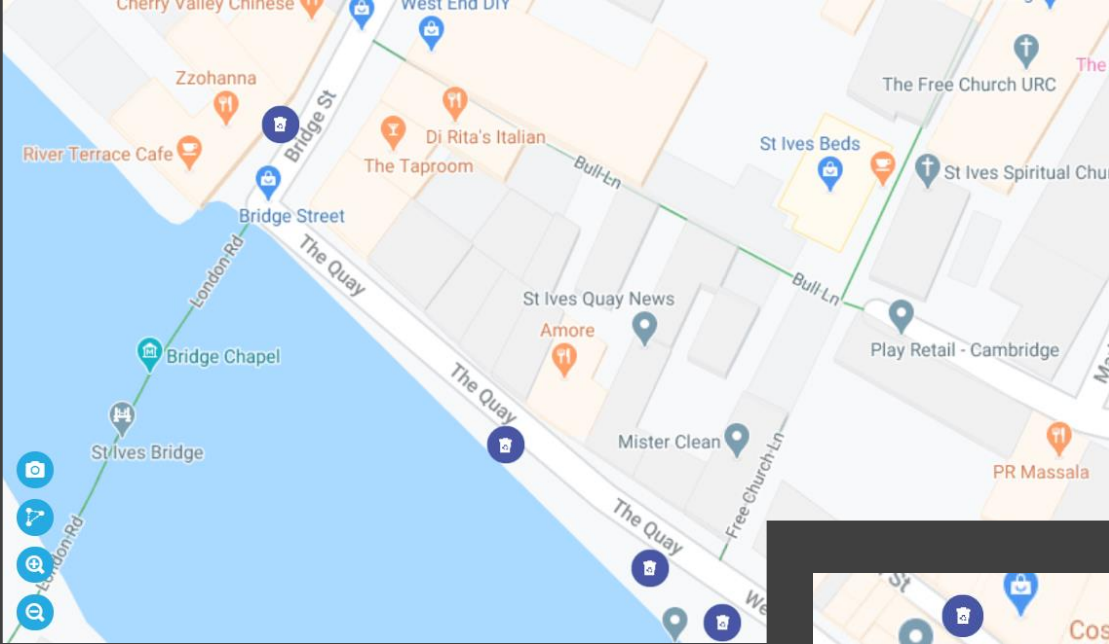 Cherry Valley Chinese
West End DIY
Zzohanna
The Free Church URC
The
River Terrace Cafe
Bridge St
Di Rita's Italian
The Taproom
St Ives Beds
Bull Ln
St Ives Spiritual Chu
Bridge Street
London Rd
The Quay
Bull Ln
St Ives Quay News
Amore
Bridge Chapel
Play Retail - Cambridge
The Quay
St Ives Bridge
Mister Clean
Free Church Ln
PR Massala
London Rd
The Quay
We
St
Cos